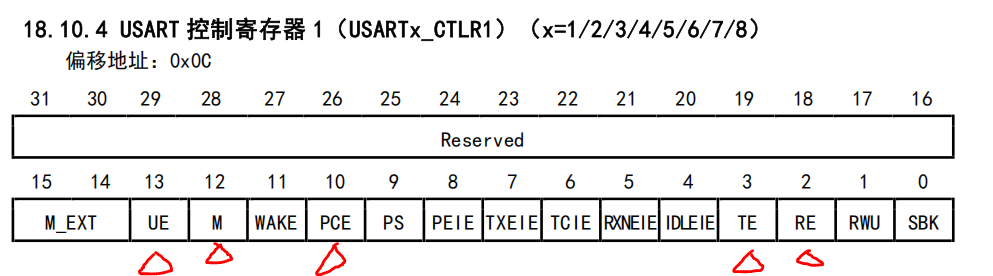 18.10.4 USART 控制寄存器 1（USARTx_CTLR1）（x=1/2/3/4/5/6/7/8）
偏移地址：0x0C
31 30 29 28 27 26 25 24 23 22 21 20 19 18 17 16
Reserved
15 14 13 12 11 10 9 8 7 6 5 4 3 2 1 0
M_EXT UE M WAKE PCE PS PEIE TXEIE TCIE RXNEIE IDLEIE TE RE RWU SBK